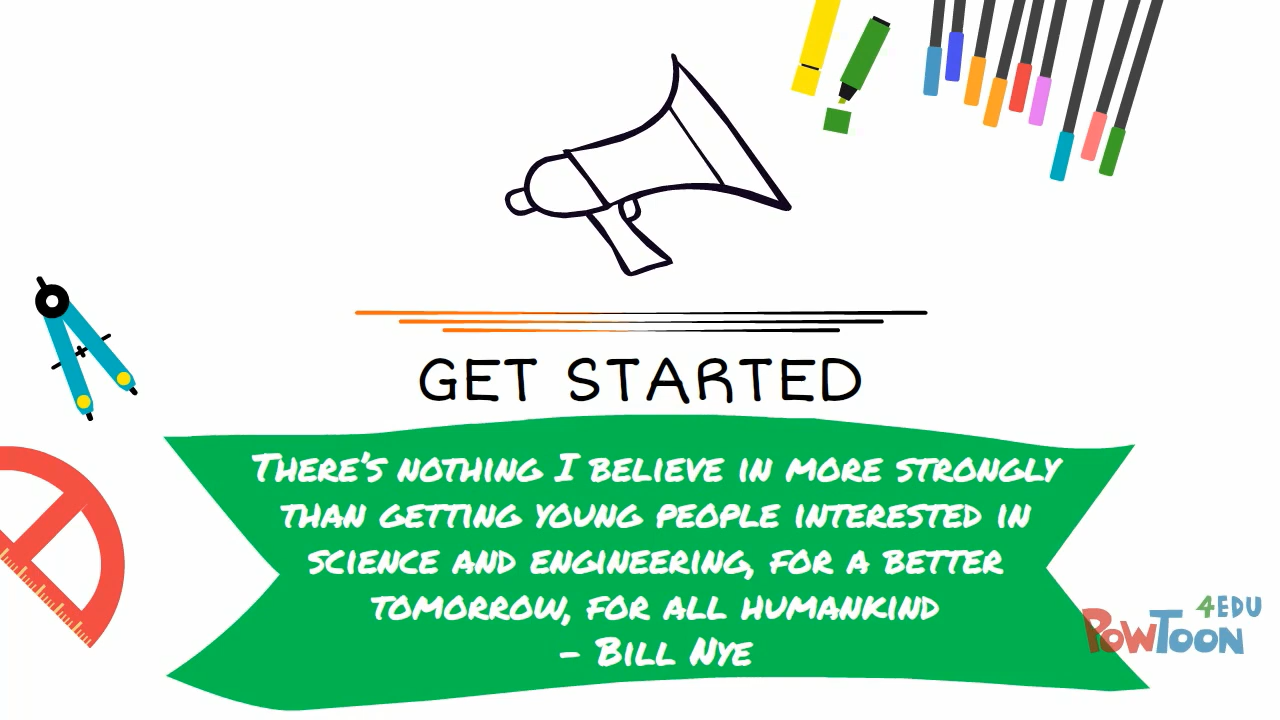 GET STARTED
THERE'S NOTHING I BELIEVE IN MORE STRONGLY
THAN GETTING YOUNG PEOPLE INTERESTED IN
SCIENCE AND ENGINEERING, FOR A BETTER
TOMORROW, FOR ALL HUMANKIND
- BILL NYE
4EDU
POWTOON